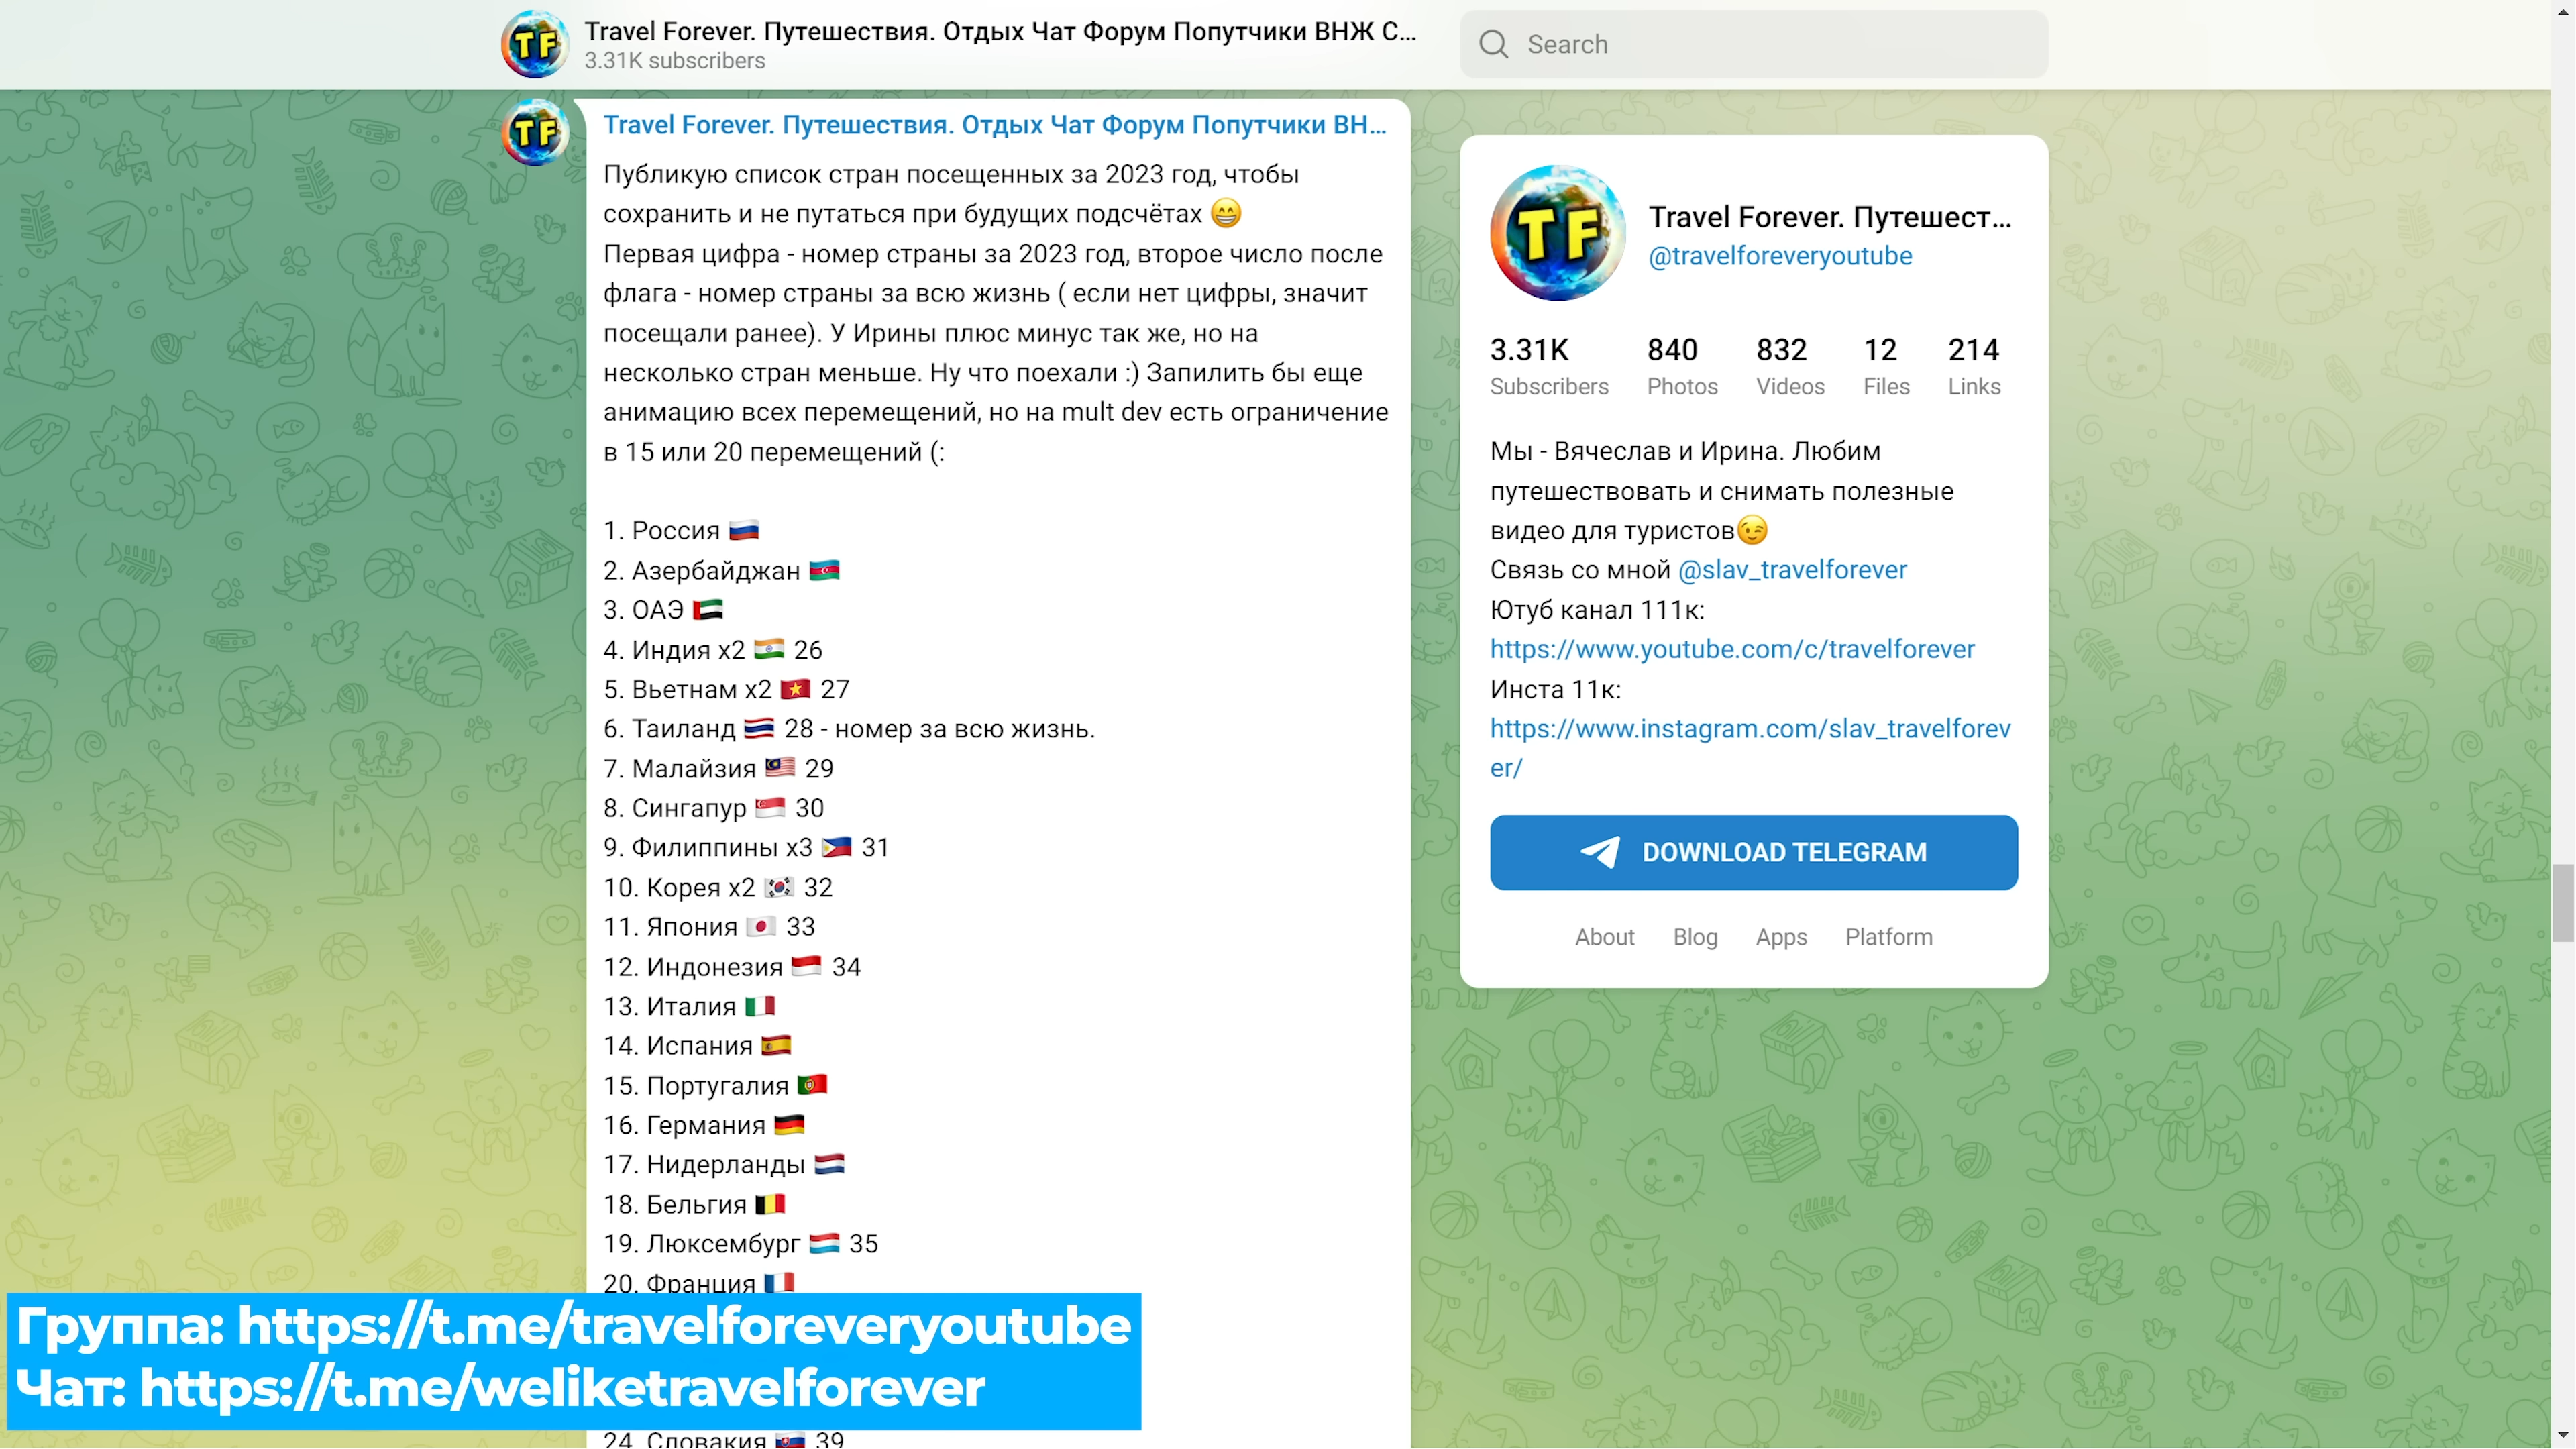 Travel Forever. Путешествия. Отдых Чат Форум Попутчики ВНЖ С...
3.31K subscribers
Search
TF
TF
Travel Forever. Путешествия. Отдых Чат Форум Попутчики ВН...
Публикую список стран посещенных за 2023 год, чтобы
сохранить и не путаться при будущих подсчётах 😁
Первая цифра - номер страны за 2023 год, второе число после
флага - номер страны за всю жизнь ( если нет цифры, значит
посещали ранее). У Ирины плюс минус так же, но на
несколько стран меньше. Ну что поехали :) Запилить бы еще
анимацию всех перемещений, но на mult dev есть ограничение
в 15 или 20 перемещений (:
1. Россия 🇷🇺
2. Азербайджан 🇦🇿
3. ОАЭ 🇦🇪
4. Индия x2 🇮🇳 26
5. Вьетнам x2 🇻🇳 27
6. Таиланд 🇹🇭 28 - номер за всю жизнь.
7. Малайзия 🇲🇾 29
8. Сингапур 🇸🇬 30
9. Филиппины x3 🇵🇭 31
10. Корея x2 🇰🇷 32
11. Япония 🇯🇵 33
12. Индонезия 🇮🇩 34
13. Италия 🇮🇹
14. Испания 🇪🇸
15. Португалия 🇵🇹
16. Германия 🇩🇪
17. Нидерланды 🇳🇱
18. Бельгия 🇧🇪
19. Люксембург 🇱🇺 35
20. Франция 🇫🇷
24. Словакия 🇸🇰 39
TF
Travel Forever. Путешест...
@travelforeveryoutube
3.31K 840 832 12 214
Subscribers Photos Videos Files Links
Мы - Вячеслав и Ирина. Любим
путешествовать и снимать полезные
видео для туристов😉
Связь со мной @slav_travelforever
Ютуб канал 111к:
https://www.youtube.com/c/travelforever
Инста 11к:
https://www.instagram.com/slav_travelforev
er/
DOWNLOAD TELEGRAM
About Blog Apps Platform
Группа: https://t.me/travelforeveryoutube
Чат: https://t.me/weliketravelforever